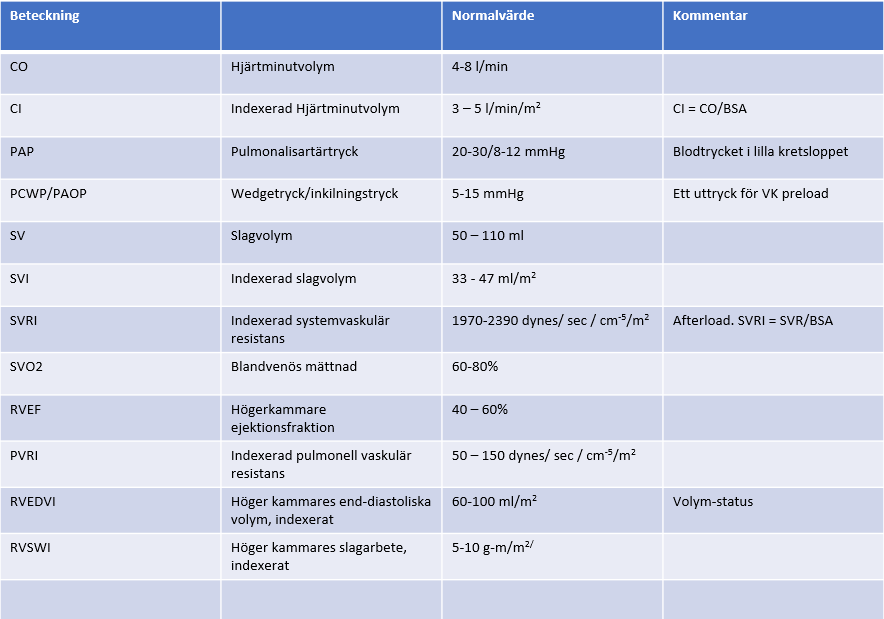 Beteckning Normalvärde Kommentar
CO Hjärtminutvolym 4-8 l/min
CI Indexerad Hjärtminutvolym 3 – 5 l/min/m² CI = CO/BSA
PAP Pulmonalisartärtryck 20-30/8-12 mmHg Blodtrycket i lilla kretsloppet
PCWP/PAOP Wedgetryck/inkilningstryck 5-15 mmHg Ett uttryck för VK preload
SV Slagvolym 50 – 110 ml
SVI Indexerad slagvolym 33 - 47 ml/m²
SVRI Indexerad systemvaskulär 1970-2390 dynes/ sec / cm⁻⁵/m² Afterload. SVRI = SVR/BSA
resistans
SVO2 Blandvenös mättnad 60-80%
RVEF Högerkammare 40 – 60%
ejektionsfraktion
PVRI Indexerad pulmonell vaskulär 50 – 150 dynes/ sec / cm⁻⁵/m²
resistans
RVEDVI Höger kammares end-diastoliska 60-100 ml/m² Volym-status
volym, indexerat
RVSWI Höger kammares slagarbete, 5-10 g-m/m²/
indexerat